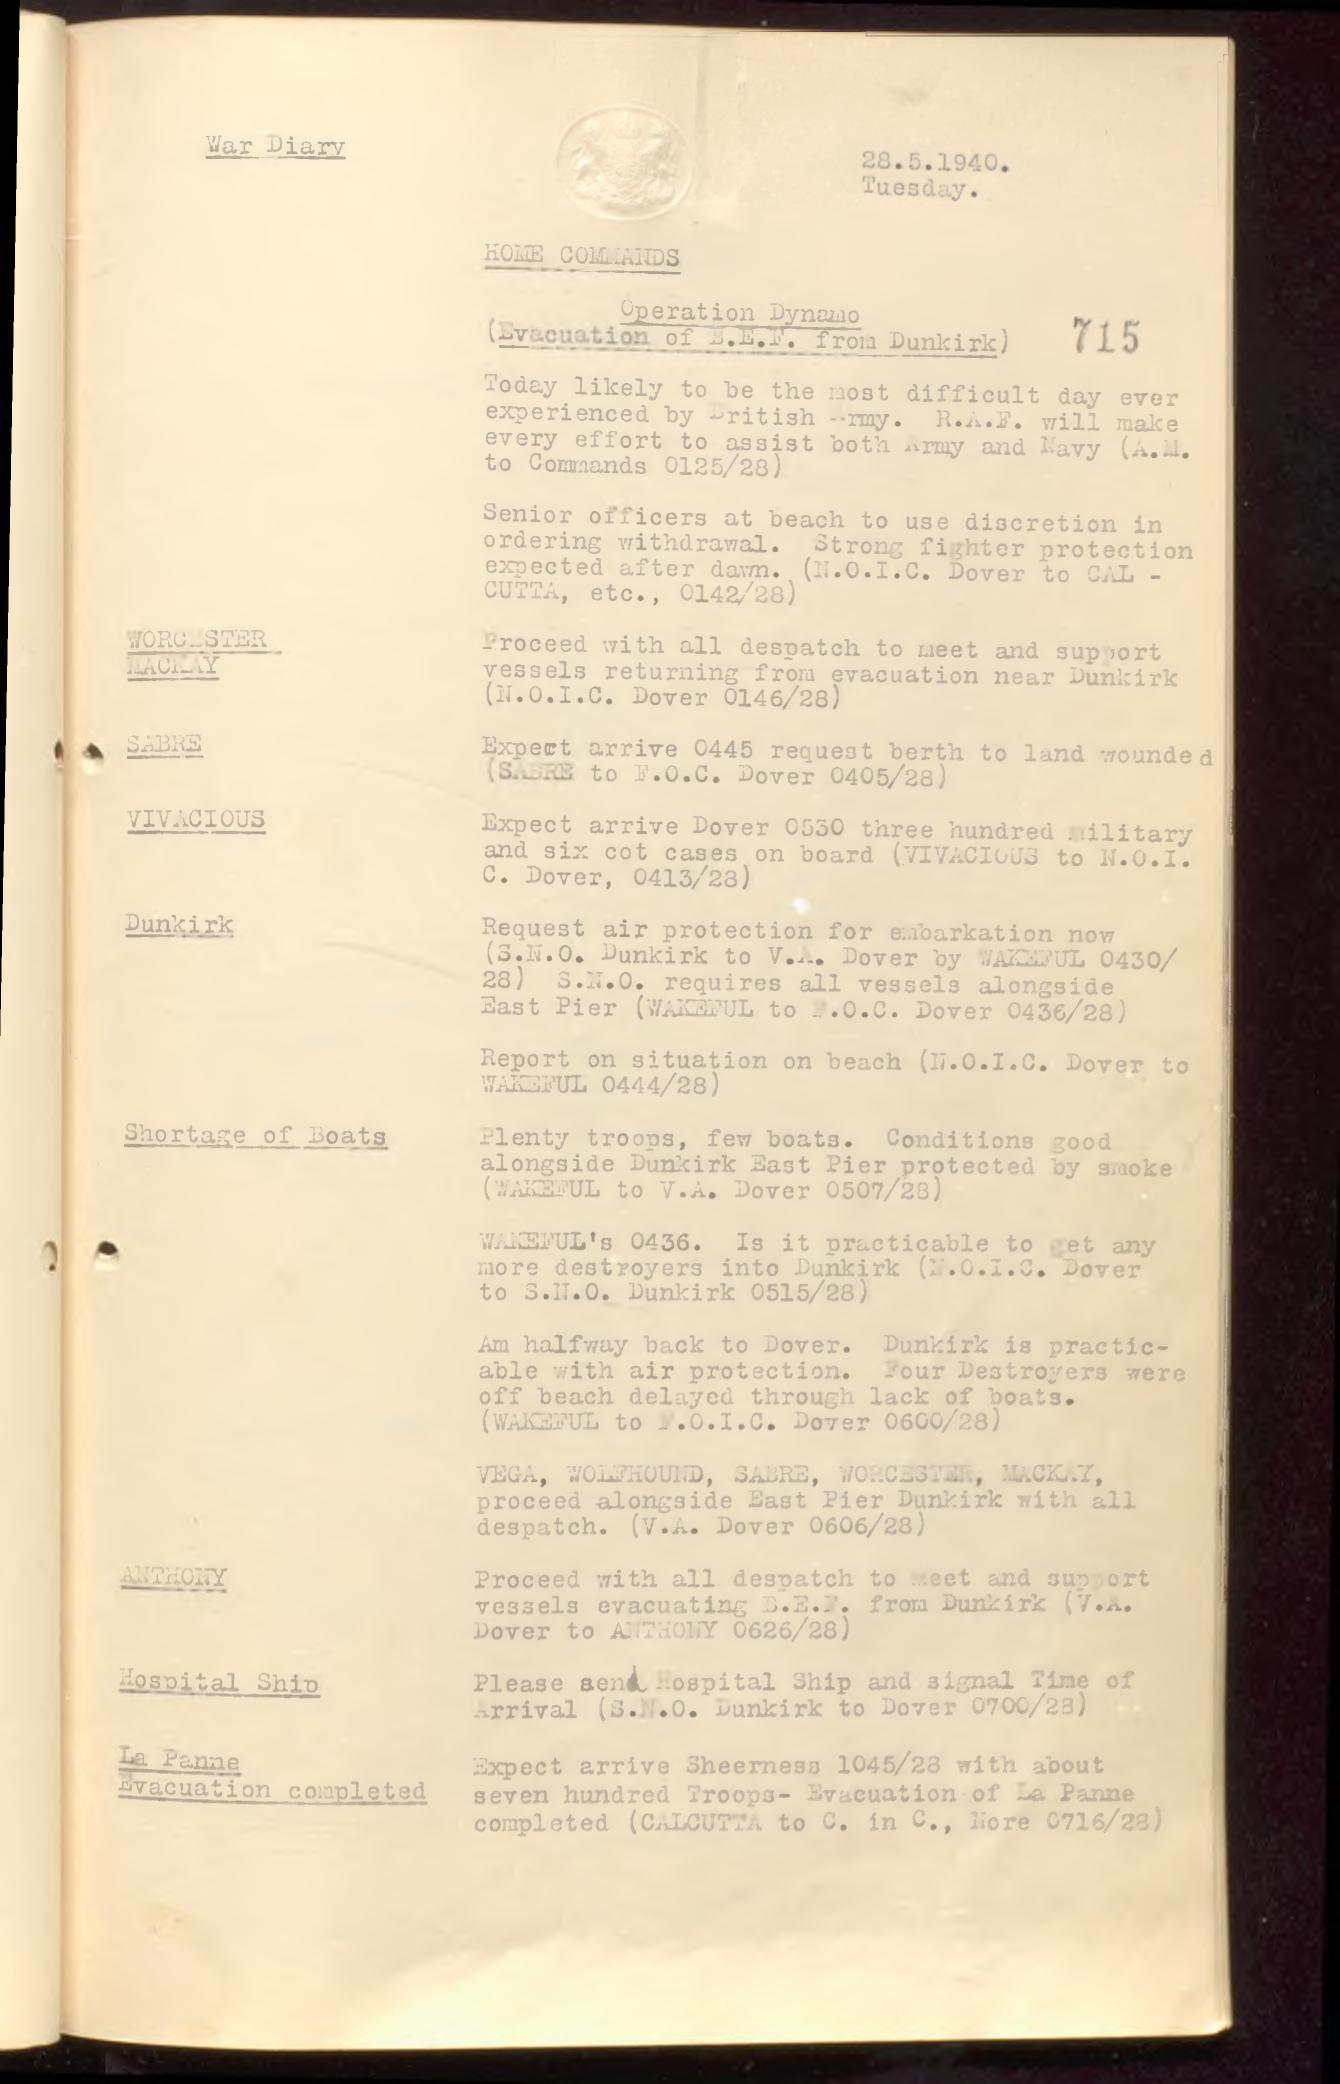 War Diary
28.5.1940.
Tuesday.
HOME COMMANDS
Operation Dynamo
(Evacuation of B.E.F. from Dunkirk)
715
Today likely to be the most difficult day ever
experienced by British Army. R.A.F. will make
every effort to assist both Army and Navy (A.M.
to Commands 0125/28)
Senior officers at beach to use discretion in
ordering withdrawal. Strong fighter protection
expected after dawn. (N.O.I.C. Dover to CAL -
CUTTA, etc., 0142/28)
WORCESTER
MACKAY
Proceed with all despatch to meet and support
vessels returning from evacuation near Dunkirk
(N.O.I.C. Dover 0146/28)
SABRE
Expect arrive 0445 request berth to land wounded
(SABRE to F.O.C. Dover 0405/28)
VIVACIOUS
Expect arrive Dover 0530 three hundred military
and six cot cases on board (VIVACIOUS to N.O.I.
C. Dover, 0413/28)
Dunkirk
Request air protection for embarkation now
(S.N.O. Dunkirk to V.A. Dover by WAKEFUL 0430/
28) S.N.O. requires all vessels alongside
East Pier (WAKEFUL to F.O.C. Dover 0436/28)
Report on situation on beach (N.O.I.C. Dover to
WAKEFUL 0444/28)
Shortage of Boats
Plenty troops, few boats. Conditions good
alongside Dunkirk East Pier protected by smoke
(WAKEFUL to V.A. Dover 0507/28)
WAKEFUL's 0436. Is it practicable to get any
more destroyers into Dunkirk (N.O.I.C. Dover
to S.N.O. Dunkirk 0515/28)
Am halfway back to Dover. Dunkirk is practic-
able with air protection. Four Destroyers were
off beach delayed through lack of boats.
(WAKEFUL to F.O.I.C. Dover 0600/28)
VEGA, WOLFHOUND, SABRE, WORCESTER, MACKAY,
proceed alongside East Pier Dunkirk with all
despatch. (V.A. Dover 0606/28)
ANTHONY
Proceed with all despatch to meet and support
vessels evacuating B.E.F. from Dunkirk (V.A.
Dover to ANTHONY 0626/28)
Hospital Ship
Please send Hospital Ship and signal Time of
Arrival (S.N.O. Dunkirk to Dover 0700/28)
La Panne
Evacuation completed
Expect arrive Sheerness 1045/28 with about
seven hundred Troops- Evacuation of La Panne
completed (CALCUTTA to C. in C., Nore 0716/28)